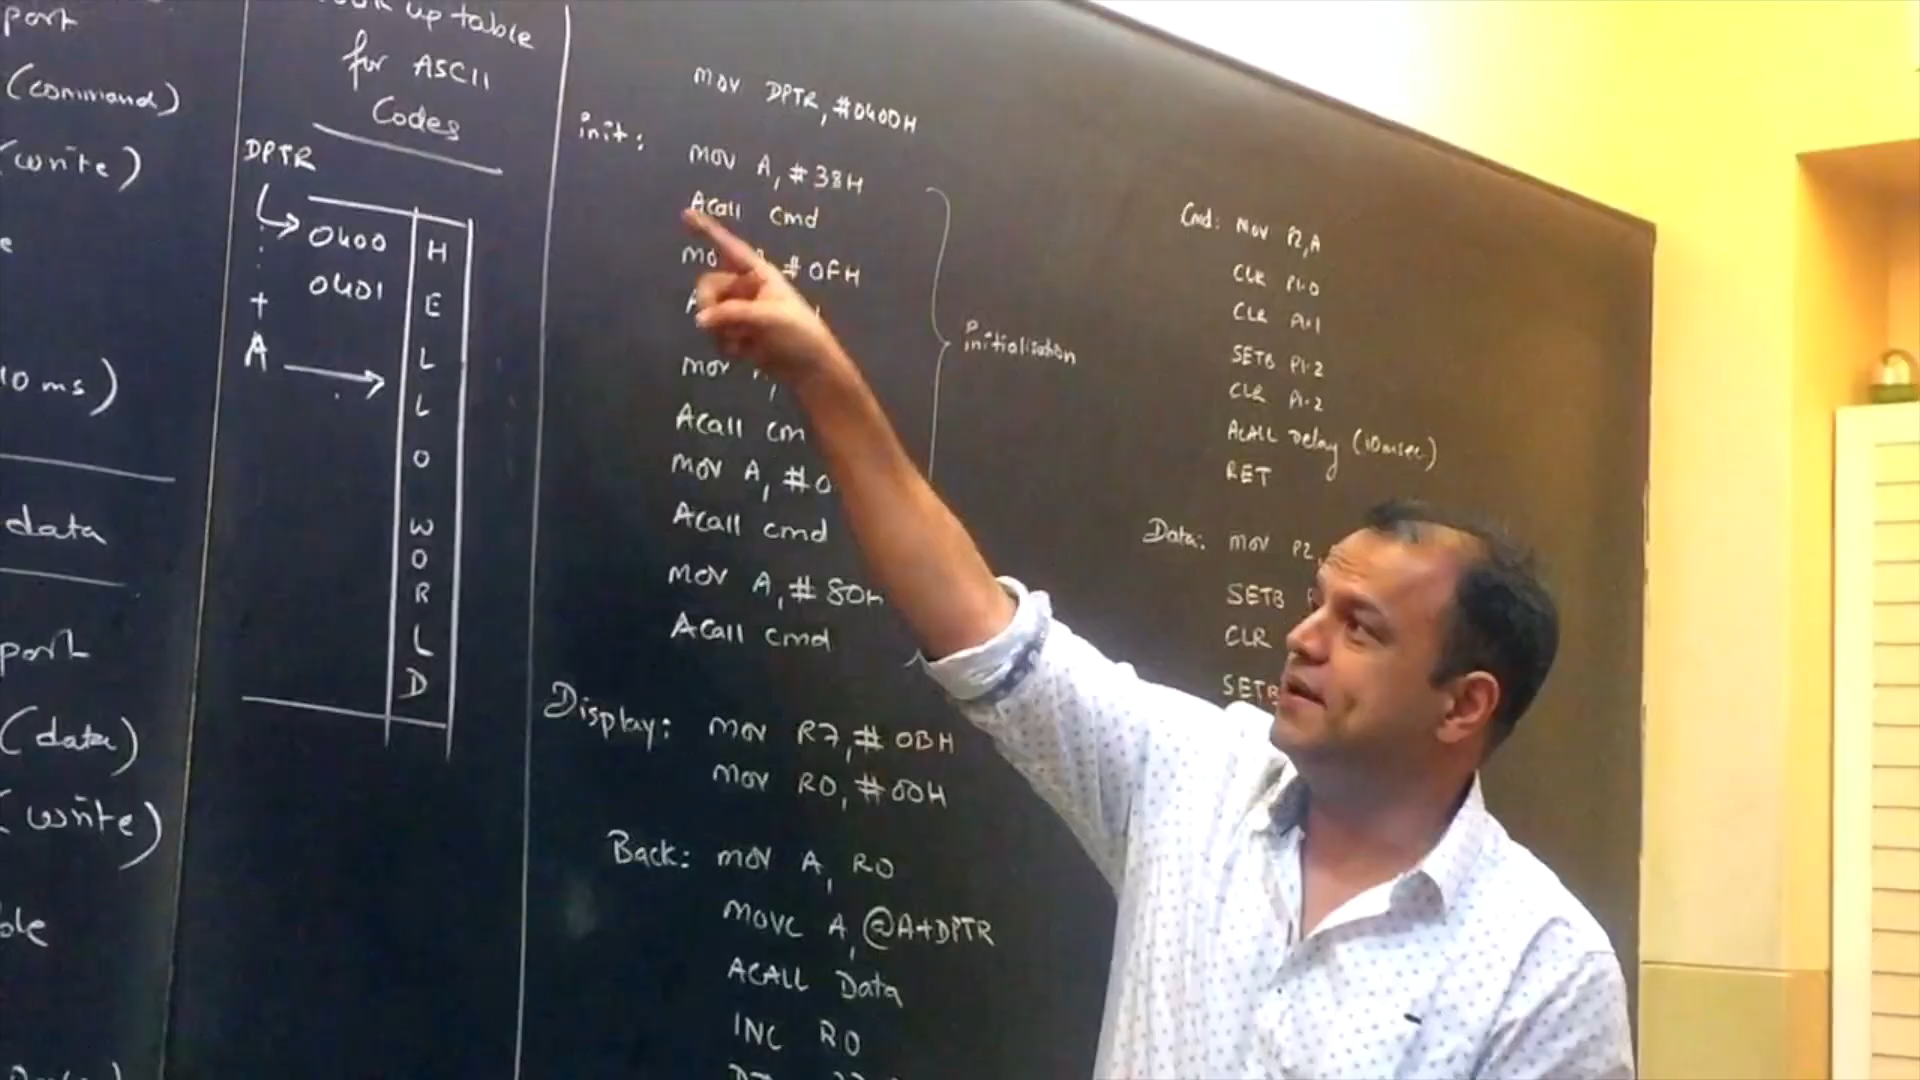 port
(command)
(write)
10 ms)
data
port
(data)
(write)
up table
for ASCII
Codes
DPTR
0400 H
0401 E
+
A
L
L
O
W
O
R
L
D
MOV DPTR, #0400H
init:
MOV A, #38H
Acall cmd
#0FH
MOV
Acall
MOV A, #0
Acall cmd
MOV A, #80H
Acall cmd
initialisation
Display: MOV R7, #0BH
MOV R0, #00H
Back: MOV A, R0
MOVC A, @A+DPTR
ACALL Data
INC R0
Cmd: MOV P2, A
CLR P1.0
CLR P1.1
SETB P1.2
CLR P1.2
ACALL Delay (10msec)
RET
Data: MOV P2,
SETB
CLR
SETB